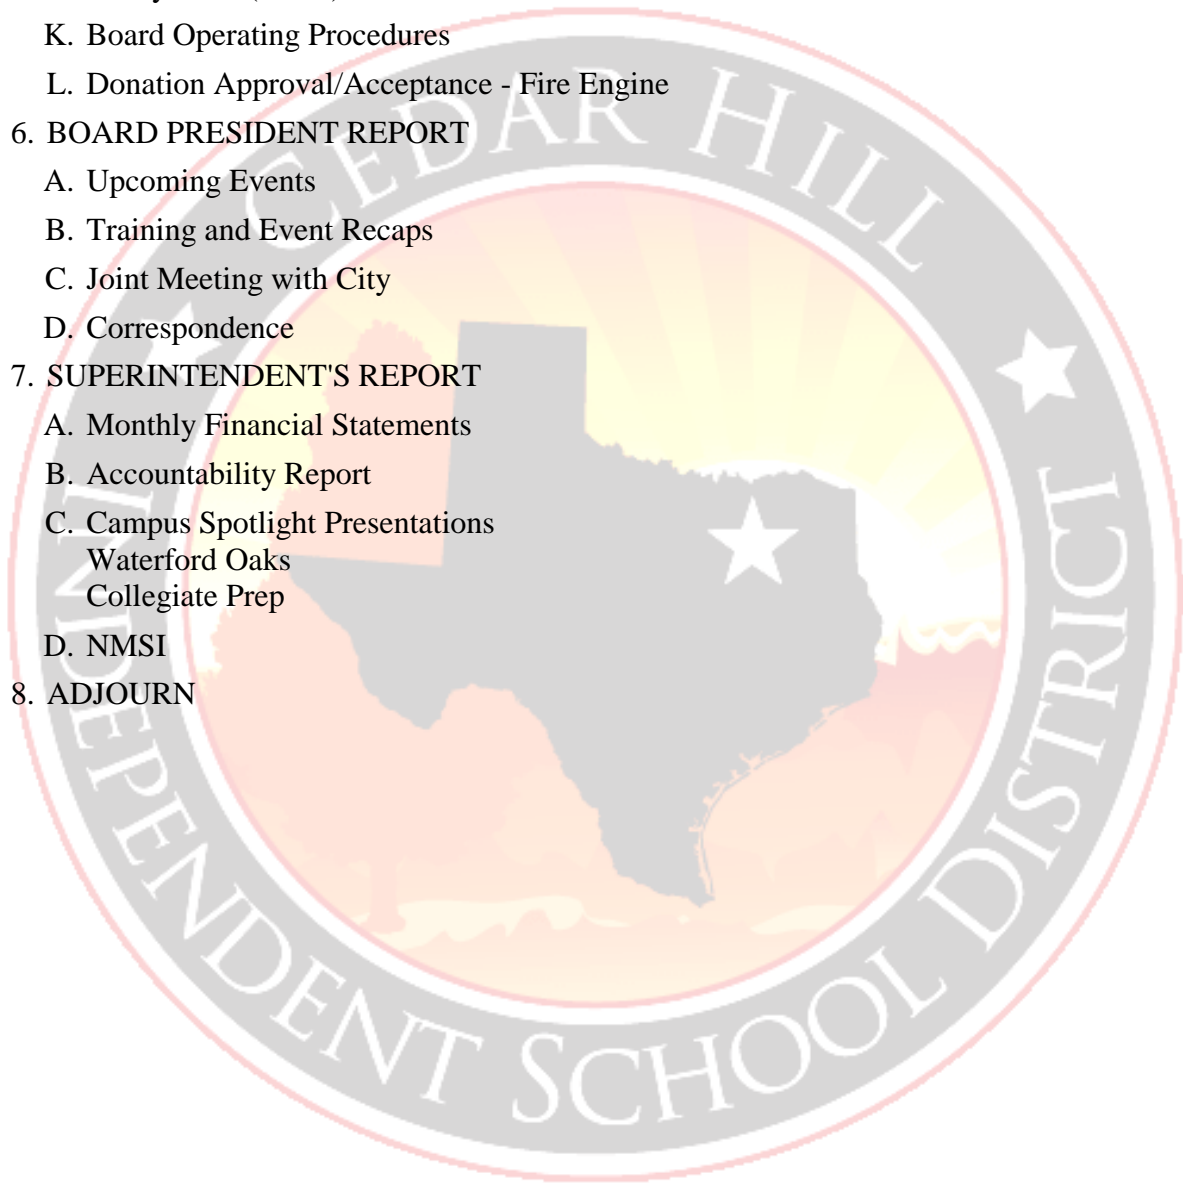 K. Board Operating Procedures
L. Donation Approval/Acceptance - Fire Engine
6. BOARD PRESIDENT REPORT
A. Upcoming Events
B. Training and Event Recaps
C. Joint Meeting with City
D. Correspondence
7. SUPERINTENDENT'S REPORT
A. Monthly Financial Statements
B. Accountability Report
C. Campus Spotlight Presentations
Waterford Oaks
Collegiate Prep
D. NMSI
8. ADJOURN
CEDAR HILL
INDEPENDENT SCHOOL DISTRICT